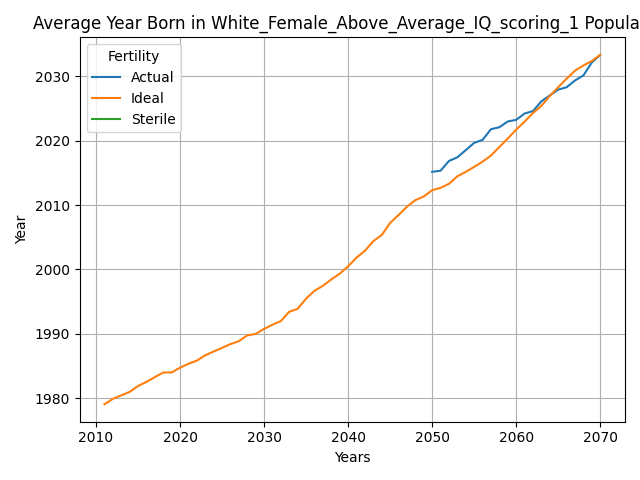 Average Year Born in White_Female_Above_Average_IQ_scoring_1 Popula
Fertility
Actual
Ideal
Sterile
2030
2020
2010
2000
1990
1980
Year
2010 2020 2030 2040 2050 2060 2070
Years